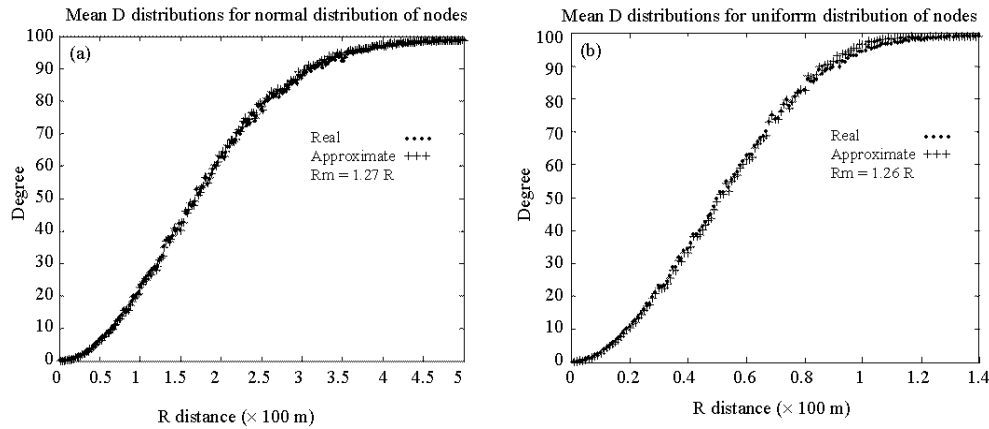 Mean D distributions for normal distribution of nodes
(a)
100
90
80
70
60
50
40
30
20
10
0
Degree
Real
Approximate +++
Rm = 1.27 R
0 0.5 1 1.5 2 2.5 3 3.5 4 4.5 5
R distance (× 100 m)
Mean D distributions for uniform distribution of nodes
(b)
100
90
80
70
60
50
40
30
20
10
0
Degree
Real
Approximate +++
Rm = 1.26 R
0 0.2 0.4 0.6 0.8 1 1.2 1.4
R distance (× 100 m)